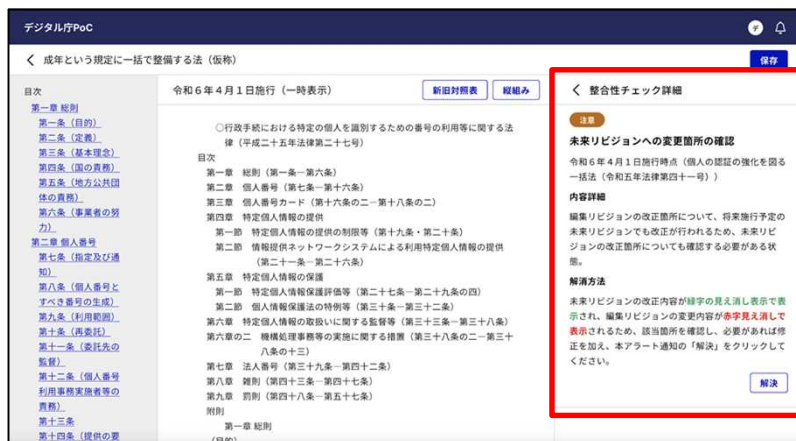 デジタル庁PoC
デ
成年という規定に一括で整備する法（仮称）
保存
目次
第一章 総則
第一条（目的）
第二条（定義）
第三条（基本理念）
第四条（国の責務）
第五条（地方公共団
体の責務）
第六条（事業者の努
力）
第二章 個人番号
第七条（指定及び通
知）
第八条（個人番号と
すべき番号の生成）
第九条（利用範囲）
第十条（再委託）
第十一条（委託先の
監督）
第十二条（個人番号
利用事務実施者等の
責務）
第十三条
第十四条（提供の要
令和６年４月１日施行（一時表示）
新旧対照表
縦組み
○行政手続における特定の個人を識別するための番号の利用等に関する法
律（平成二十五年法律第二十七号）
目次
第一章　総則（第一条―第六条）
第二章　個人番号（第七条―第十六条）
第三章　個人番号カード（第十六条の二―第十八条の二）
第四章　特定個人情報の提供
第一節　特定個人情報の提供の制限等（第十九条・第二十条）
第二節　情報提供ネットワークシステムによる利用特定個人情報の提供
（第二十一条―第二十六条）
第五章　特定個人情報の保護
第一節　特定個人情報保護評価等（第二十七条―第二十九条の四）
第二節　個人情報保護法の特例等（第三十条―第三十二条）
第六章　特定個人情報の取扱いに関する監督等（第三十三条―第三十八条）
第六章の二　機構処理事務等の実施に関する措置（第三十八条の二―第三十
八条の十三）
第七章　法人番号（第三十九条―第四十二条）
第八章　雑則（第四十三条―第四十七条）
第九章　罰則（第四十八条―第五十七条）
附則
第一章 総則
（目的）
整合性チェック詳細
注意
未来リビジョンへの変更箇所の確認
令和６年４月１日施行時点（個人の認証の強化を図る
一括法（令和五年法律第四十一号））
内容詳細
編集リビジョンの改正箇所について、将来施行予定の
未来リビジョンでも改正が行われるため、未来リビ
ジョンの改正箇所についても確認する必要がある状
態。
解消方法
未来リビジョンの改正内容が緑字の見え消し表示で表
示され、編集リビジョンの変更内容が赤字見え消しで
表示されるため、該当箇所を確認し、必要があれば修
正を加え、本アラート通知の「解決」をクリックして
ください。
解決